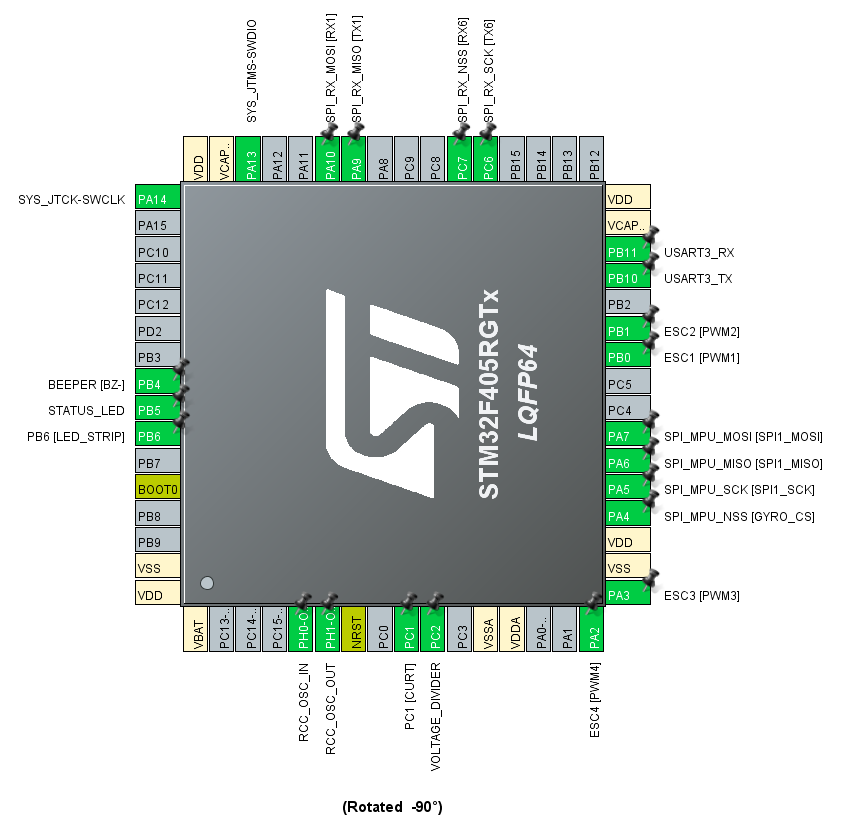 SYS_JTMS-SWDIO
SPI_RX_MOSI [RX1]
SPI_RX_MISO [TX1]
SPI_RX_NSS [RX6]
SPI_RX_SCK [TX6]
VDD
VCAP..
PA13
PA12
PA11
PA10
PA9
PA8
PC9
PC8
PC7
PC6
PB15
PB14
PB13
PB12
SYS_JTCK-SWCLK
PA14
PA15
PC10
PC11
PC12
PD2
PB3
BEEPER [BZ-]
PB4
STATUS_LED
PB5
PB6 [LED_STRIP]
PB6
PB7
BOOT0
PB8
PB9
VSS
VDD
STM32F405RGTx
LQFP64
VDD
VCAP..
PB11
USART3_RX
PB10
USART3_TX
PB2
PB1
ESC2 [PWM2]
PB0
ESC1 [PWM1]
PC5
PC4
PA7
SPI_MPU_MOSI [SPI1_MOSI]
PA6
SPI_MPU_MISO [SPI1_MISO]
PA5
SPI_MPU_SCK [SPI1_SCK]
PA4
SPI_MPU_NSS [GYRO_CS]
VDD
VSS
PA3
ESC3 [PWM3]
VBAT
PC13-..
PC14-..
PC15-..
PH0-O
PH1-O
NRST
PC0
PC1
PC2
PC3
VSSA
VDDA
PA0-..
PA1
PA2
RCC_OSC_IN
RCC_OSC_OUT
PC1 [CURT]
VOLTAGE_DIVIDER
ESC4 [PWM4]
(Rotated -90°)